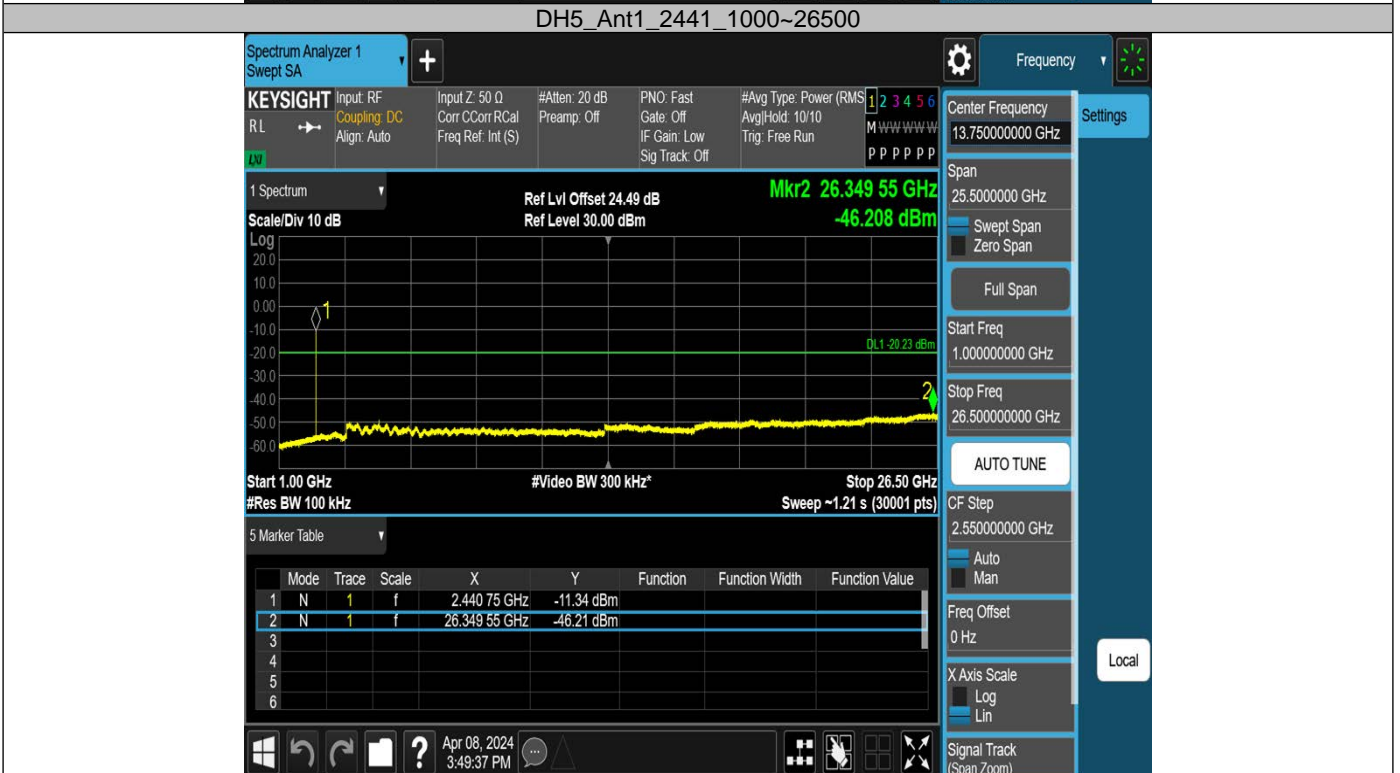 DH5_Ant1_2441_1000~26500
Spectrum Analyzer 1
Swept SA
+
Frequency
KEYSIGHT
RL
LXI
Input: RF
Coupling: DC
Align: Auto
Input Z: 50 Ω
Corr CCorr RCal
Freq Ref: Int (S)
#Atten: 20 dB
Preamp: Off
PNO: Fast
Gate: Off
IF Gain: Low
Sig Track: Off
#Avg Type: Power (RMS
Avg|Hold: 10/10
Trig: Free Run
1 2 3 4 5 6
M W W W W W
P P P P P P
1 Spectrum
Scale/Div 10 dB
Ref Lvl Offset 24.49 dB
Ref Level 30.00 dBm
Mkr2 26.349 55 GHz
-46.208 dBm
Log
20.0
10.0
0.00
-10.0
-20.0
-30.0
-40.0
-50.0
-60.0
1
DL1 -20.23 dBm
2
Start 1.00 GHz
#Res BW 100 kHz
#Video BW 300 kHz*
Stop 26.50 GHz
Sweep ~1.21 s (30001 pts)
5 Marker Table
Mode Trace Scale X Y Function Function Width Function Value
1 N 1 f 2.440 75 GHz -11.34 dBm
2 N 1 f 26.349 55 GHz -46.21 dBm
3
4
5
6
?
Apr 08, 2024
3:49:37 PM
Center Frequency
13.750000000 GHz
Settings
Span
25.5000000 GHz
Swept Span
Zero Span
Full Span
Start Freq
1.000000000 GHz
Stop Freq
26.500000000 GHz
AUTO TUNE
CF Step
2.550000000 GHz
Auto
Man
Freq Offset
0 Hz
X Axis Scale
Log
Lin
Local
Signal Track
(Span Zoom)